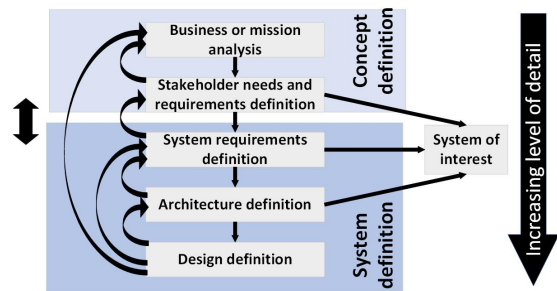 Business or mission
analysis
Concept
definition
Stakeholder needs and
requirements definition
System requirements
definition
System of
interest
Architecture definition
Design definition
System
definition
Increasing level of detail